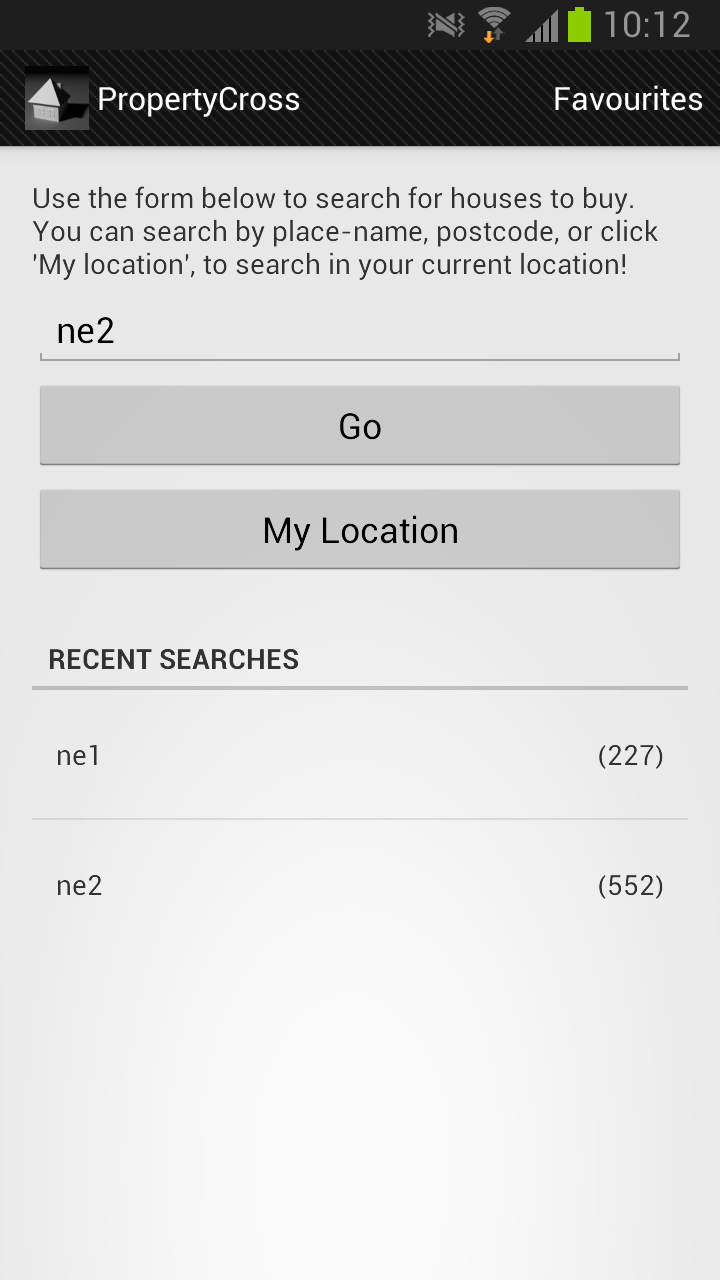 10:12
PropertyCross Favourites
Use the form below to search for houses to buy.
You can search by place-name, postcode, or click
'My location', to search in your current location!
ne2
Go
My Location
RECENT SEARCHES
ne1 (227)
ne2 (552)